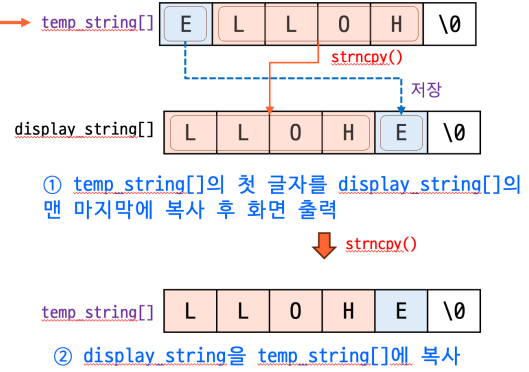 temp_string[] E L L O H \0
strncpy()
저장
display_string[] L L O H E \0
① temp_string[]의 첫 글자를 display_string[]의
맨 마지막에 복사 후 화면 출력
strncpy()
temp_string[] L L O H E \0
② display_string을 temp_string[]에 복사